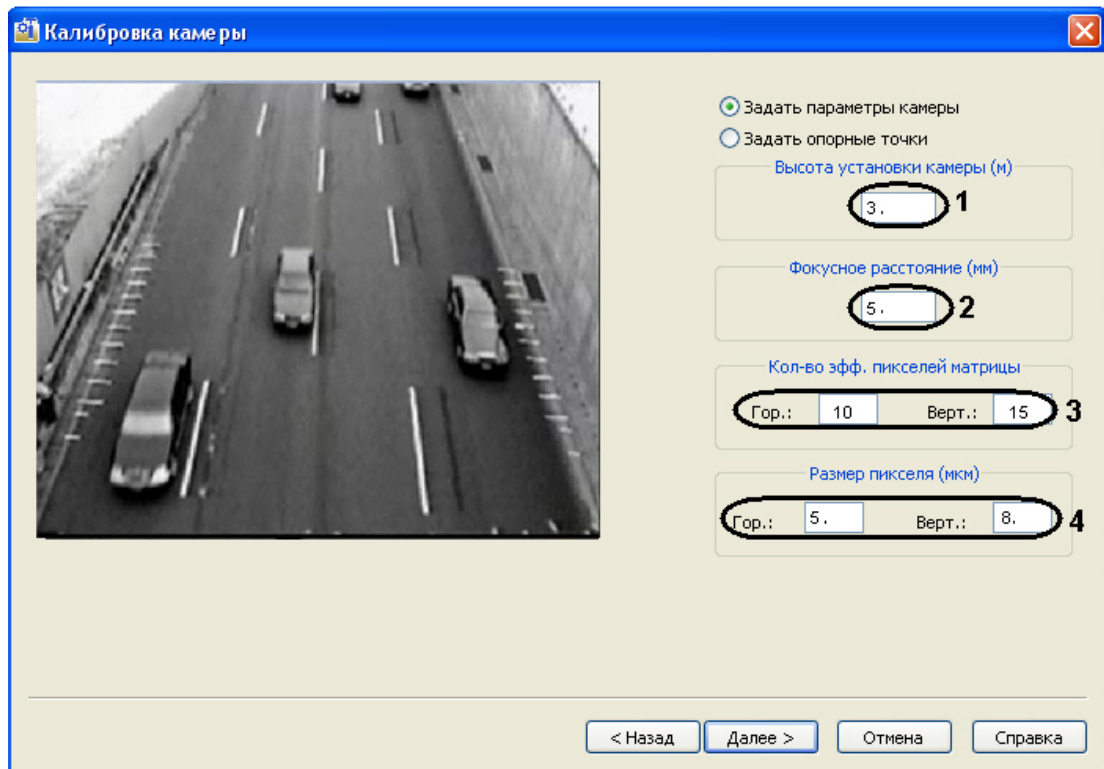 Калибровка камеры
Задать параметры камеры
Задать опорные точки
Высота установки камеры (м)
3. 1
Фокусное расстояние (мм)
5. 2
Кол-во эфф. пикселей матрицы
Гор.: 10 Верт.: 15 3
Размер пикселя (мкм)
Гор.: 5. Верт.: 8. 4
< Назад Далее > Отмена Справка